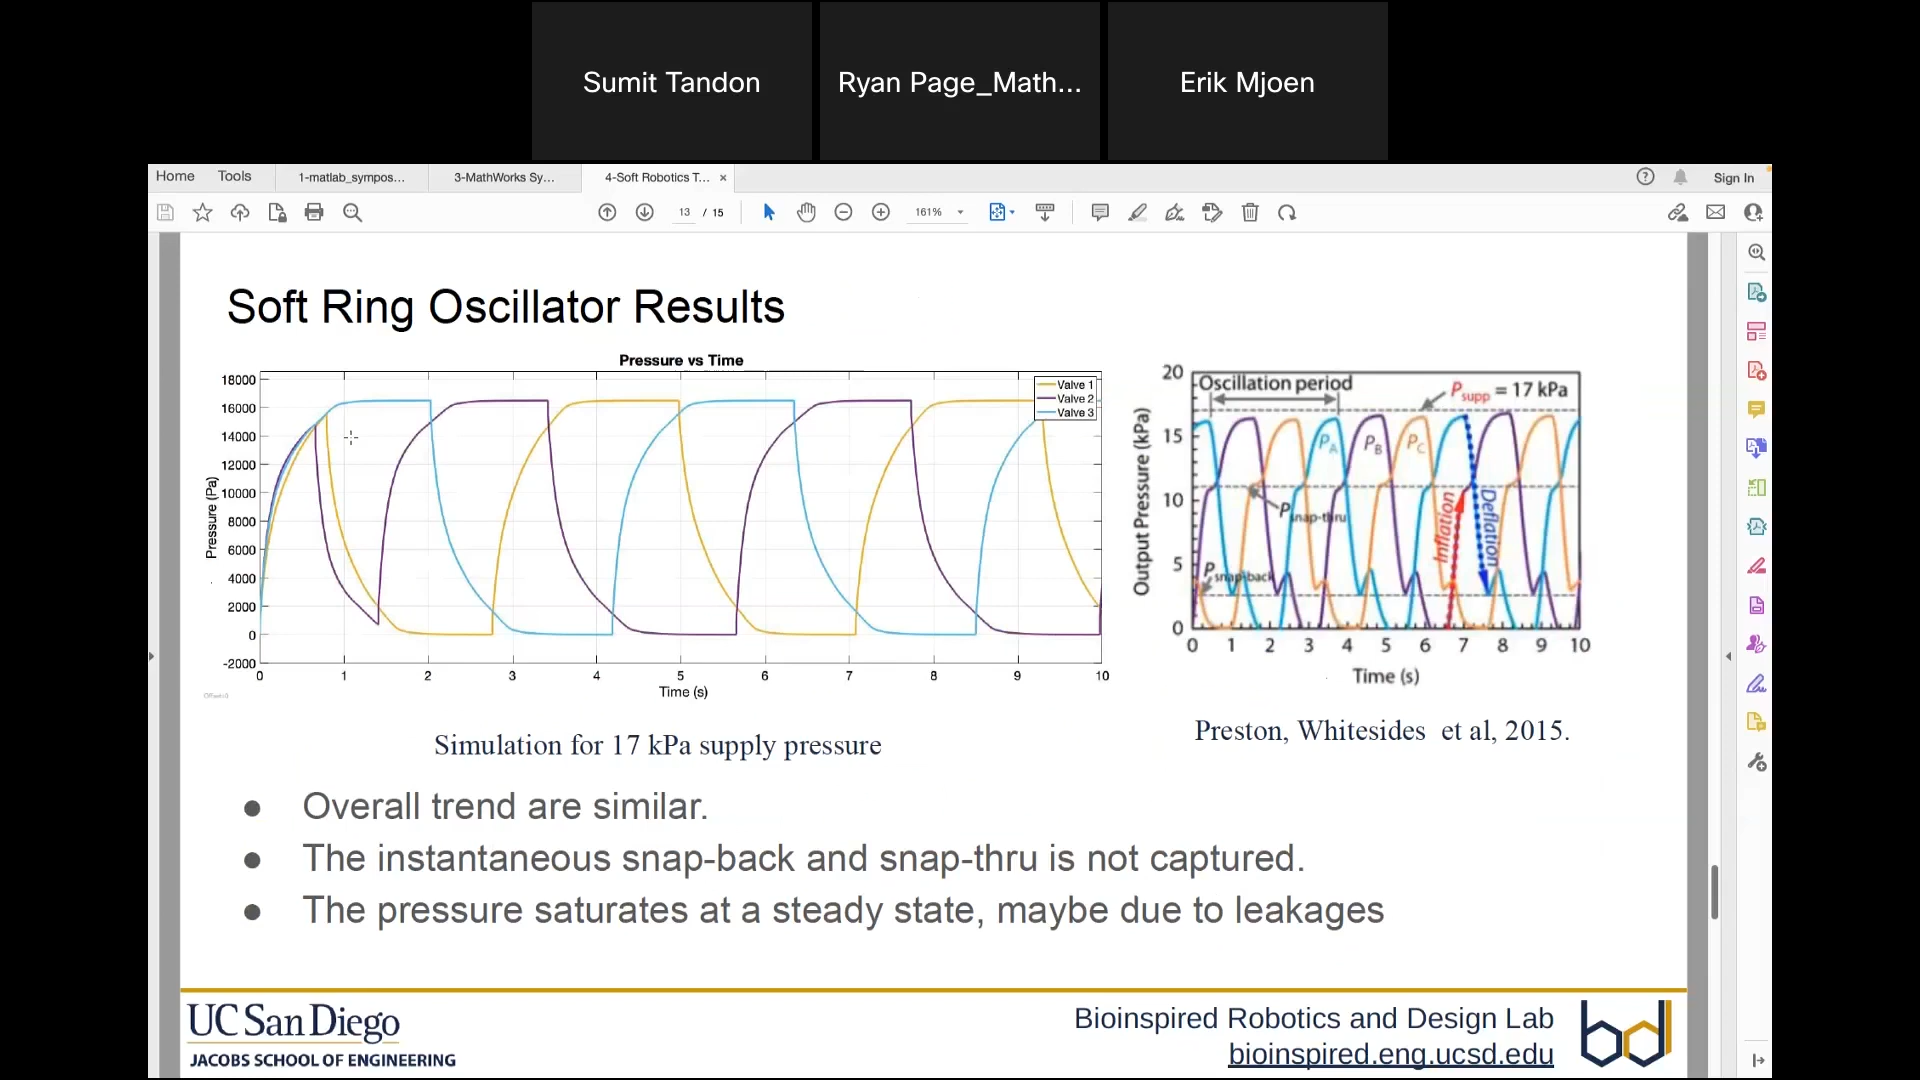 Sumit Tandon
Ryan Page_Math...
Erik Mjoen
Home Tools 1-matlab_sympos... 3-MathWorks Sy... 4-Soft Robotics T... × Sign In
13 / 15 161%
Soft Ring Oscillator Results
Pressure vs Time
Valve 1
Valve 2
Valve 3
18000
16000
14000
12000
10000
8000
6000
4000
2000
0
-2000
Pressure (Pa)
0 1 2 3 4 5 6 7 8 9 10
Time (s)
Simulation for 17 kPa supply pressure
20
15
10
5
0
Output Pressure (kPa)
Oscillation period
Psupp = 17 kPa
PA PB PC
Psnap-thru
Psnap-back
Inflation
Deflation
0 1 2 3 4 5 6 7 8 9 10
Time (s)
Preston, Whitesides et al, 2015.
● Overall trend are similar.
● The instantaneous snap-back and snap-thru is not captured.
● The pressure saturates at a steady state, maybe due to leakages
UC San Diego
JACOBS SCHOOL OF ENGINEERING
Bioinspired Robotics and Design Lab
bioinspired.eng.ucsd.edu
bd